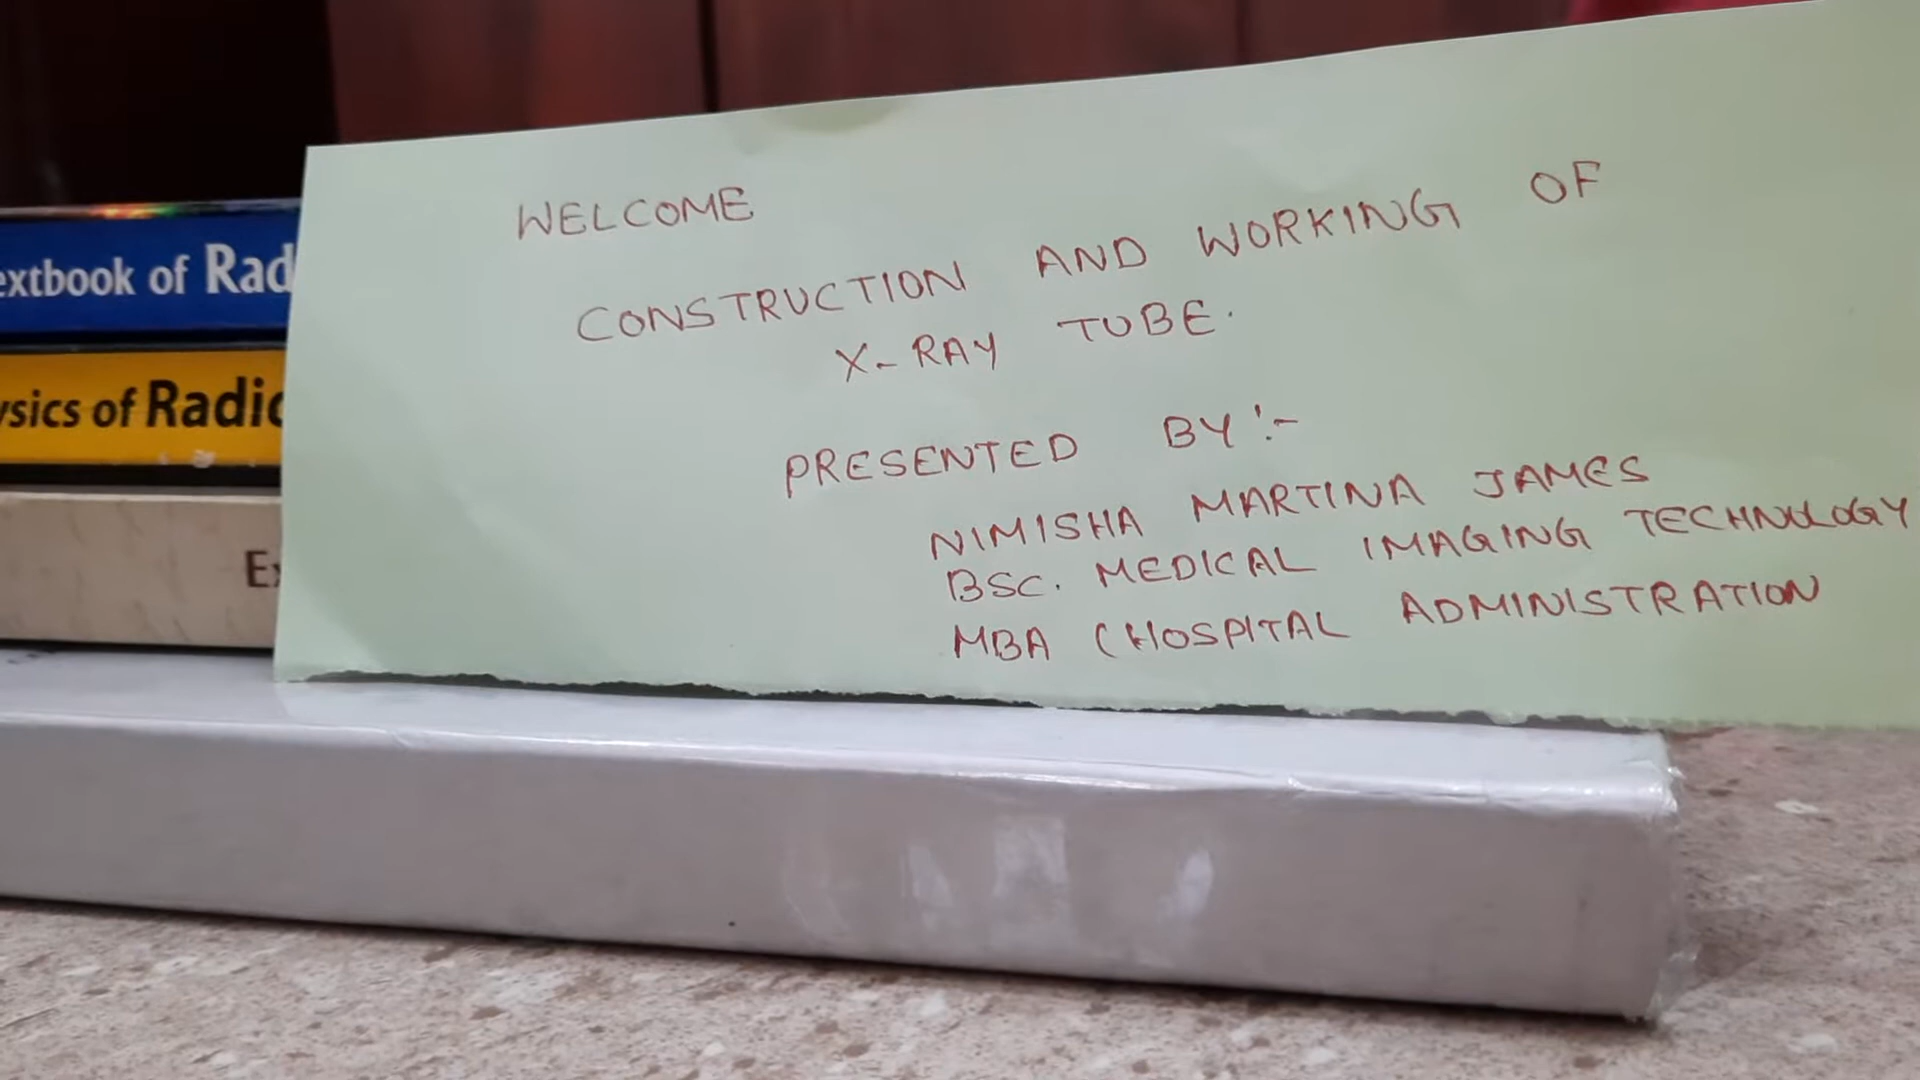 WELCOME
CONSTRUCTION AND WORKING OF
X-RAY TUBE.
PRESENTED BY:-
NIMISHA MARTINA JAMES
BSC. MEDICAL IMAGING TECHNOLOGY
MBA (HOSPITAL ADMINISTRATION
extbook of Rad
ysics of Radio
Ex